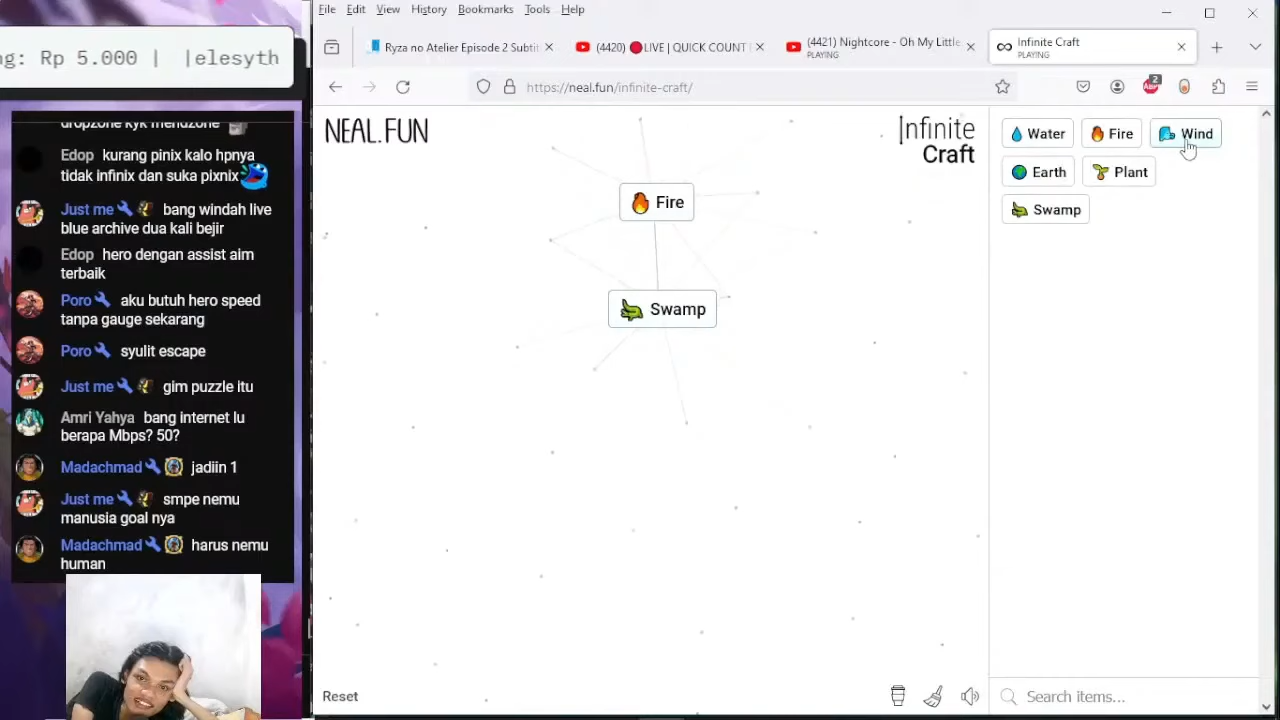 File Edit View History Bookmarks Tools Help
ng: Rp 5.000 | |elesyth
Ryza no Atelier Episode 2 Subtit
(4420) 🔴LIVE | QUICK COUNT
(4421) Nightcore - Oh My Little
PLAYING
Infinite Craft
PLAYING
https://neal.fun/infinite-craft/
2
dropzone kyk mendzone
Edop kurang pinix kalo hpnya
tidak infinix dan suka pixnix
Just me bang windah live
blue archive dua kali bejir
Edop hero dengan assist aim
terbaik
Poro aku butuh hero speed
tanpa gauge sekarang
Poro syulit escape
Just me gim puzzle itu
Amri Yahya bang internet lu
berapa Mbps? 50?
Madachmad jadiin 1
Just me smpe nemu
manusia goal nya
Madachmad harus nemu
human
NEAL.FUN
Infinite
Craft
Fire
Swamp
Reset
Water Fire Wind
Earth Plant
Swamp
Search items...